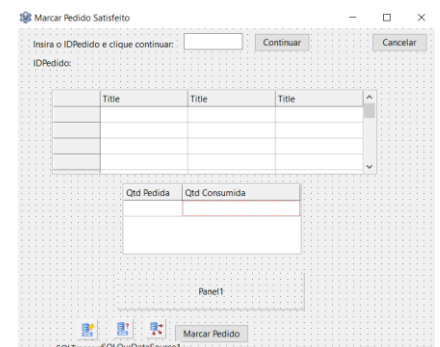 Marcar Pedido Satisfeito
Insira o IDPedido e clique continuar: Continuar Cancelar
IDPedido:
Title Title Title
Qtd Pedida Qtd Consumida
Panel1
Marcar Pedido